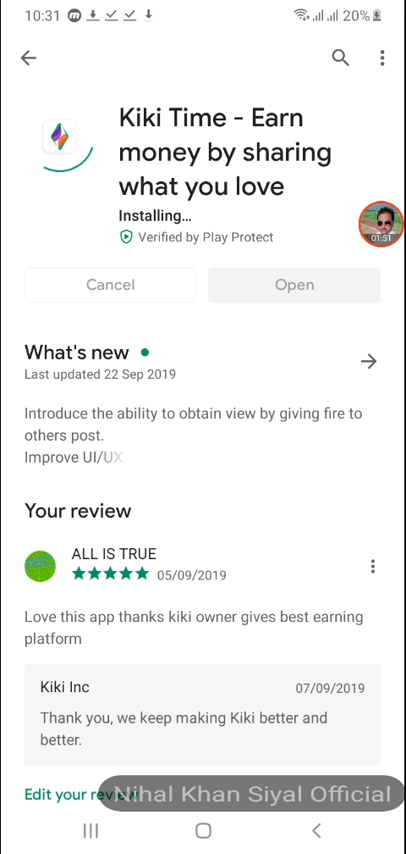 10:31 20%
Kiki Time - Earn
money by sharing
what you love
Installing...
Verified by Play Protect
01:51
Cancel Open
What's new
Last updated 22 Sep 2019
Introduce the ability to obtain view by giving fire to
others post.
Improve UI/UX
Your review
ALL IS TRUE
05/09/2019
Love this app thanks kiki owner gives best earning
platform
Kiki Inc 07/09/2019
Thank you, we keep making Kiki better and
better.
Edit your review
Nihal Khan Siyal Official